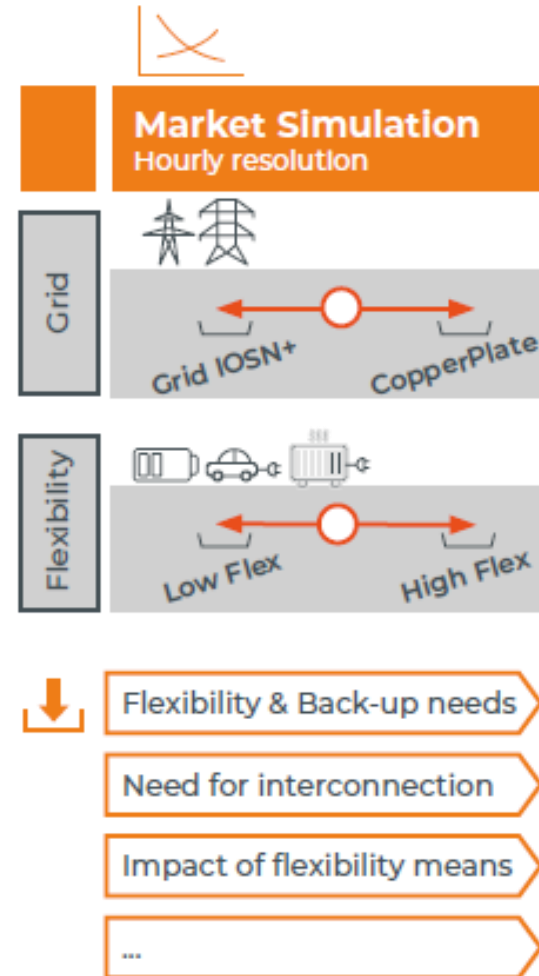 Market Simulation
Hourly resolution
Grid
Grid IOSN+
CopperPlate
Flexibility
Low Flex
High Flex
Flexibility & Back-up needs
Need for interconnection
Impact of flexibility means
...